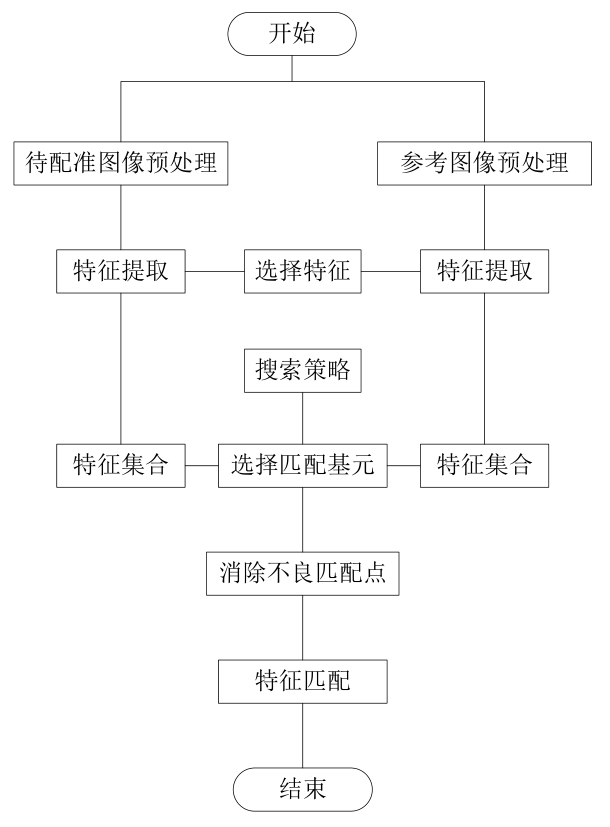 开始
待配准图像预处理
参考图像预处理
特征提取
选择特征
特征提取
搜索策略
特征集合
选择匹配基元
特征集合
消除不良匹配点
特征匹配
结束